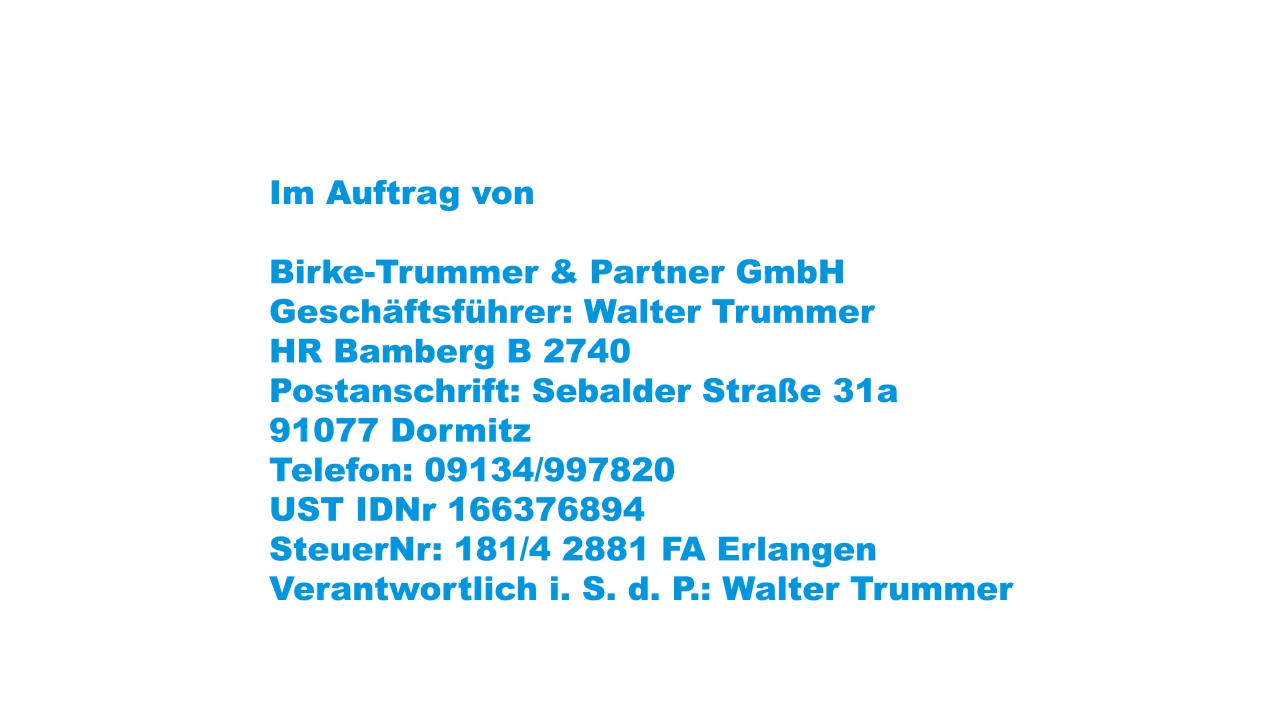 Im Auftrag von
Birke-Trummer & Partner GmbH
Geschäftsführer: Walter Trummer
HR Bamberg B 2740
Postanschrift: Sebalder Straße 31a
91077 Dormitz
Telefon: 09134/997820
UST IDNr 166376894
SteuerNr: 181/4 2881 FA Erlangen
Verantwortlich i. S. d. P.: Walter Trummer